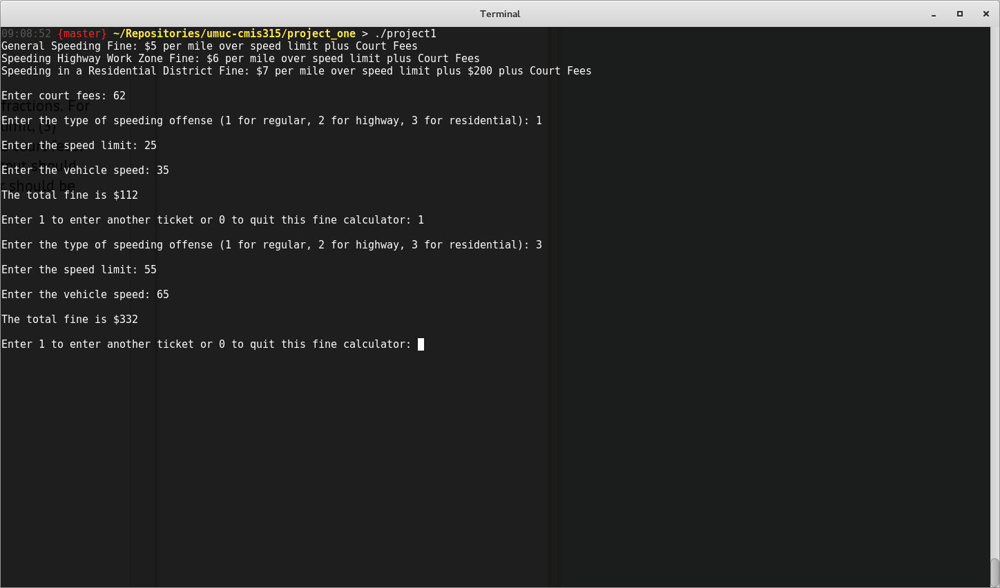 Terminal
09:08:52 {master} ~/Repositories/umuc-cmis315/project_one > ./project1
General Speeding Fine: $5 per mile over speed limit plus Court Fees
Speeding Highway Work Zone Fine: $6 per mile over speed limit plus Court Fees
Speeding in a Residential District Fine: $7 per mile over speed limit plus $200 plus Court Fees
Enter court fees: 62
fractions. For
Enter the type of speeding offense (1 for regular, 2 for highway, 3 for residential): 1
limit, (3)
Enter the speed limit: 25
should
Enter the vehicle speed: 35
r should be
The total fine is $112
Enter 1 to enter another ticket or 0 to quit this fine calculator: 1
Enter the type of speeding offense (1 for regular, 2 for highway, 3 for residential): 3
Enter the speed limit: 55
Enter the vehicle speed: 65
The total fine is $332
Enter 1 to enter another ticket or 0 to quit this fine calculator: